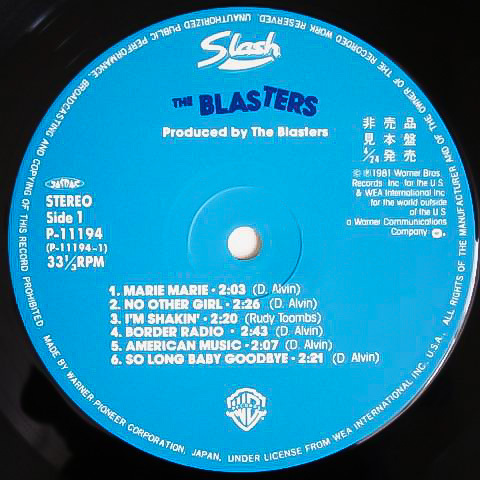 Slash
THE BLASTERS
Produced by The Blasters
非売品
見本盤
6/24発売
JASRAC
STEREO
Side 1
P-11194
(P-11194-1)
33⅓RPM
℗©1981 Warner Bros.
Records Inc. for the U.S.
& WEA International Inc.
for the world outside
of the U.S.
a Warner Communications
Company
1. MARIE MARIE · 2:03 (D. Alvin)
2. NO OTHER GIRL · 2:26 (D. Alvin)
3. I'M SHAKIN' · 2:20 (Rudy Toombs)
4. BORDER RADIO · 2:43 (D. Alvin)
5. AMERICAN MUSIC · 2:07 (D. Alvin)
6. SO LONG BABY GOODBYE · 2:21 (D. Alvin)
ALL RIGHTS OF THE MANUFACTURER AND OF THE OWNER OF THE RECORDED WORK RESERVED. UNAUTHORIZED PUBLIC PERFORMANCE, BROADCASTING AND COPYING OF THIS RECORD PROHIBITED.
MADE BY WARNER PIONEER CORPORATION, JAPAN, UNDER LICENSE FROM WEA INTERNATIONAL INC. U.S.A.